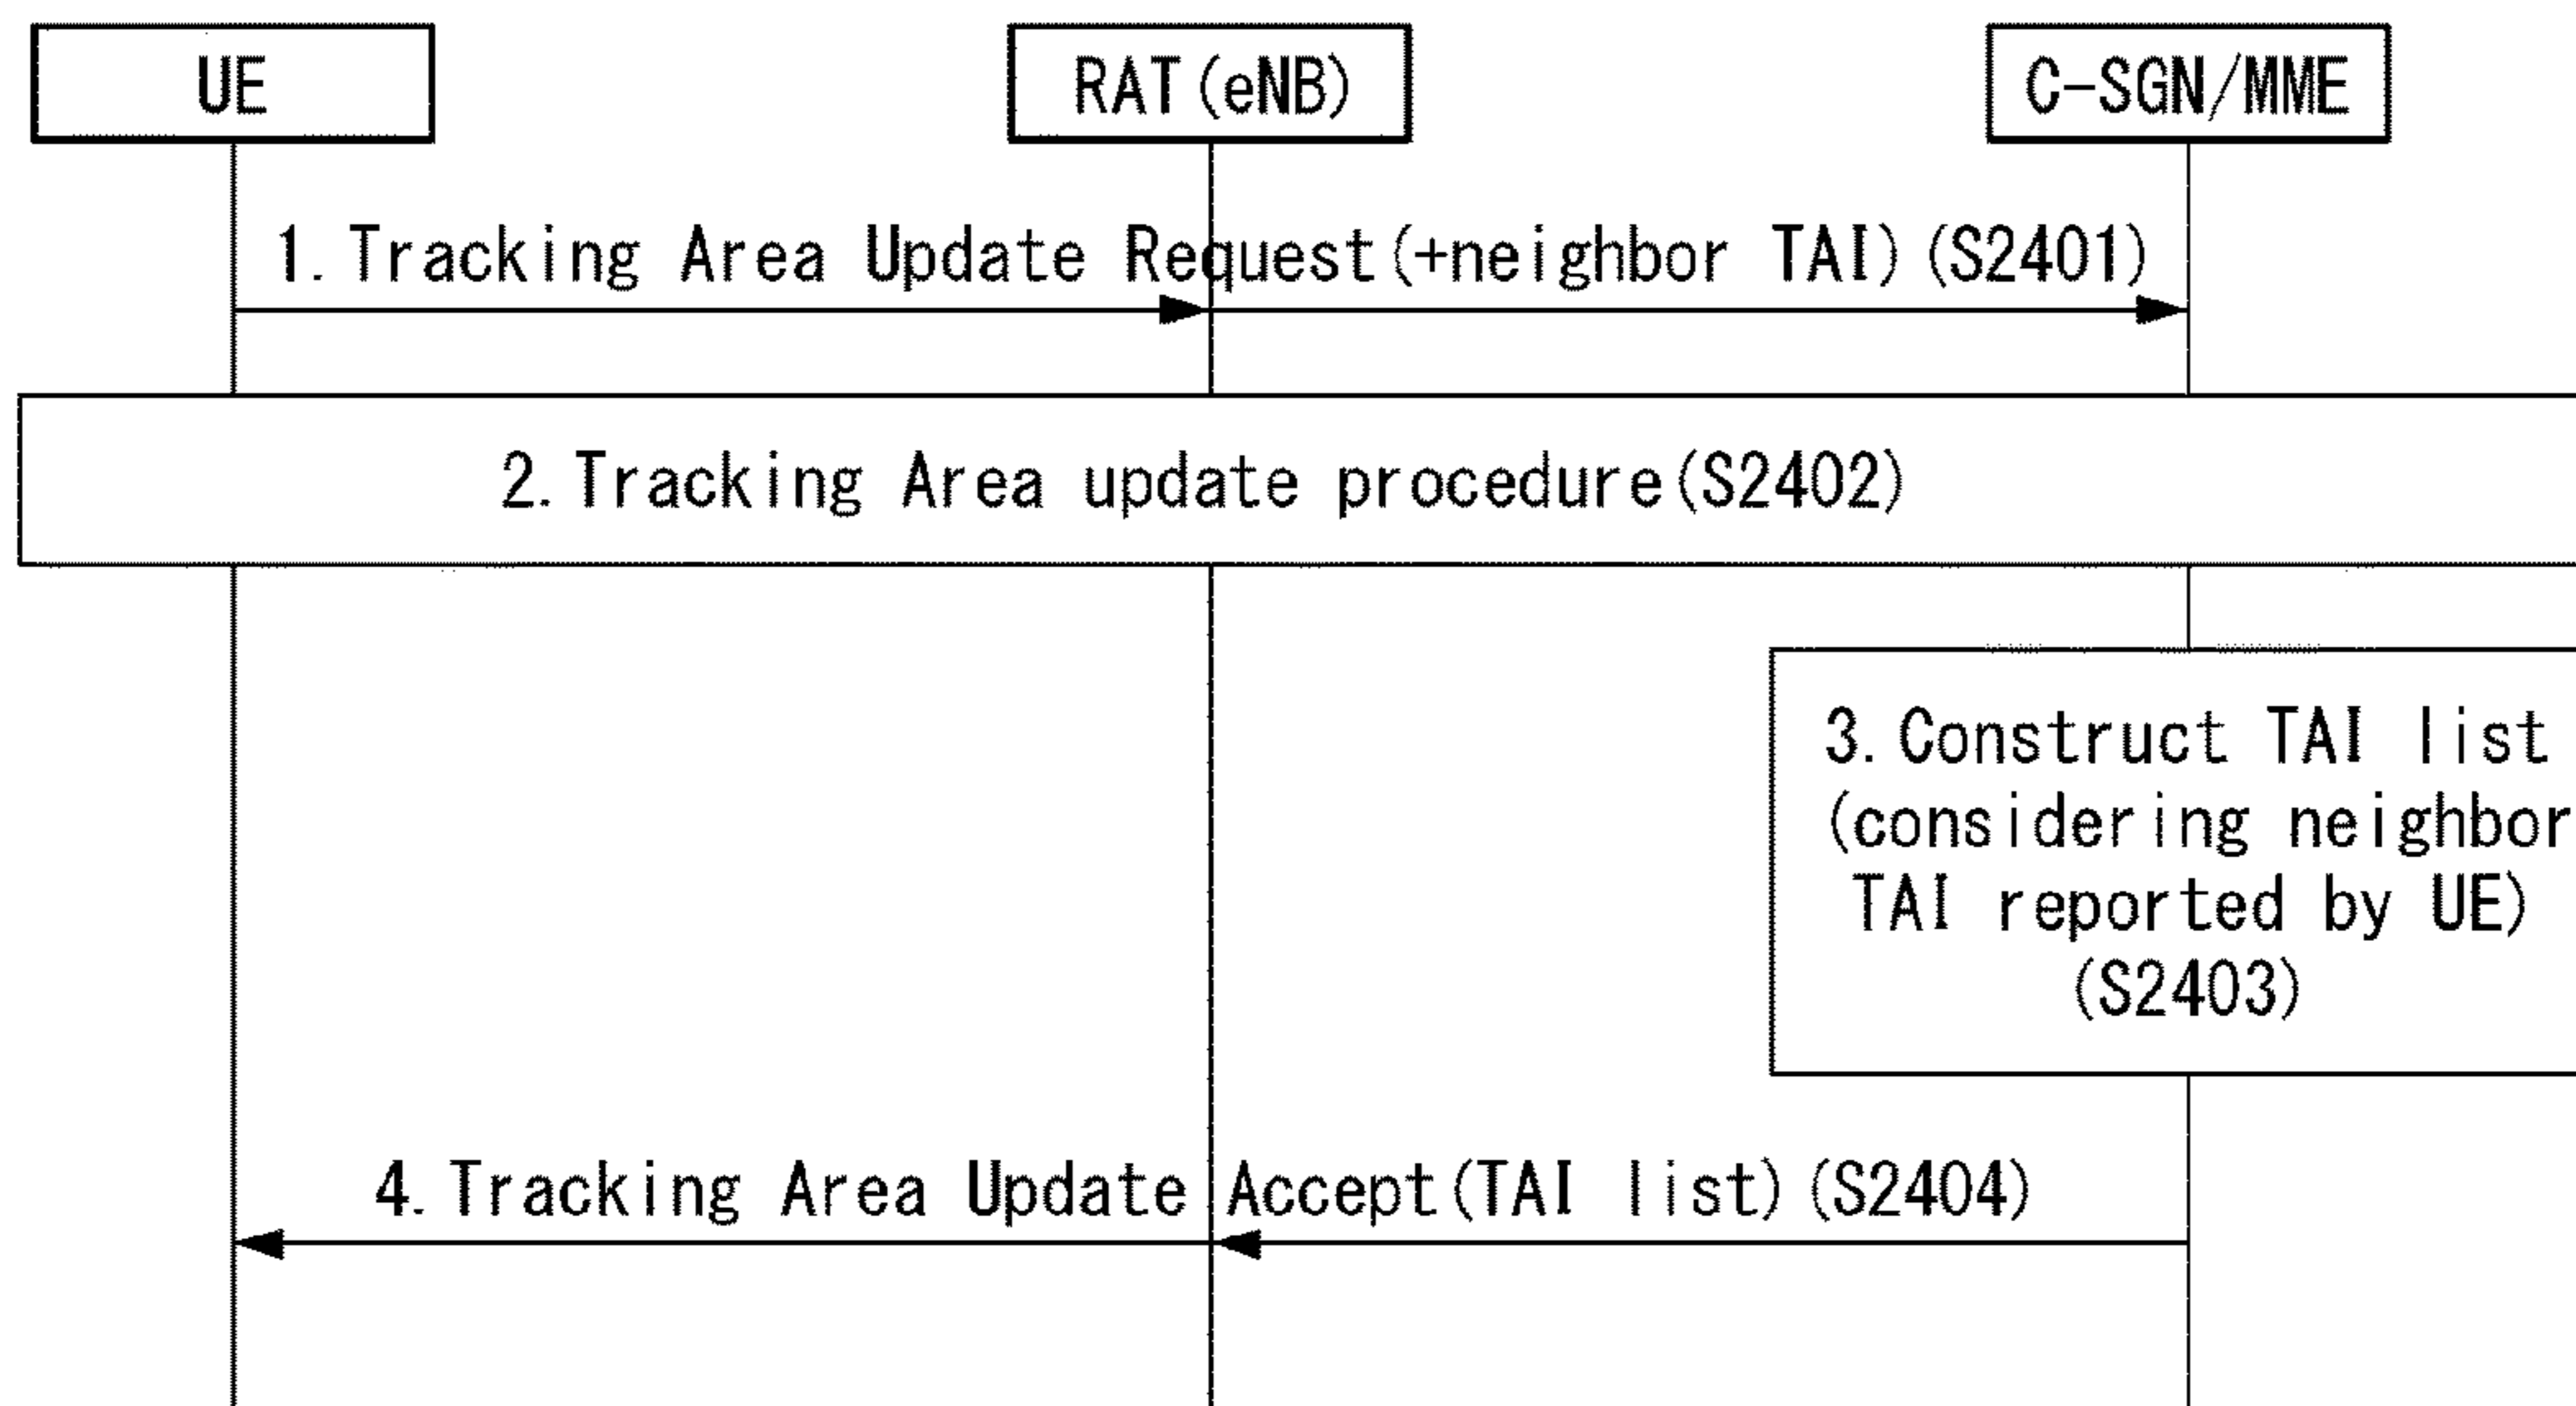 UE
RAT(eNB)
C-SGN/MME
1.Tracking Area Update Request(+neighbor TAI)(S2401)
2.Tracking Area update procedure(S2402)
3.Construct TAI list
(considering neighbor
TAI reported by UE)
(S2403)
4.Tracking Area Update Accept(TAI list)(S2404)